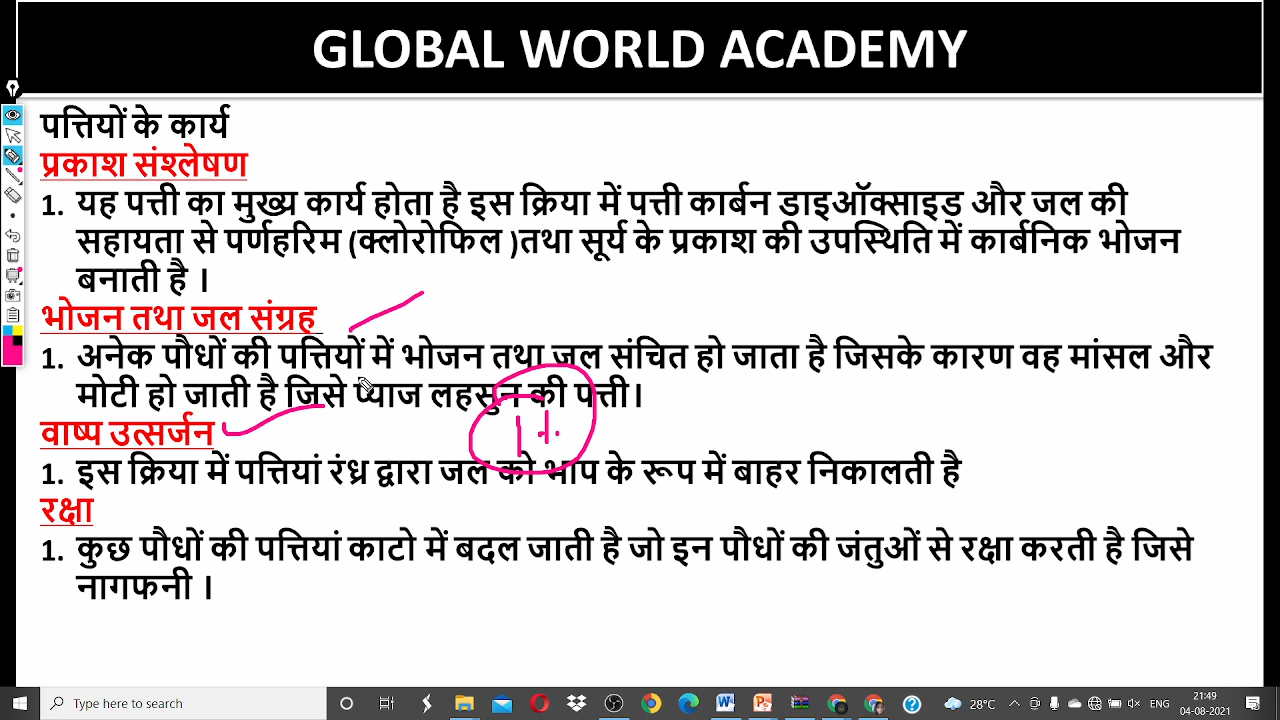 GLOBAL WORLD ACADEMY
पत्तियों के कार्य
प्रकाश संश्लेषण
1. यह पत्ती का मुख्य कार्य होता है इस क्रिया में पत्ती कार्बन डाइऑक्साइड और जल की
सहायता से पर्णहरिम (क्लोरोफिल )तथा सूर्य के प्रकाश की उपस्थिति में कार्बनिक भोजन
बनाती है ।
भोजन तथा जल संग्रह
1. अनेक पौधों की पत्तियों में भोजन तथा जल संचित हो जाता है जिसके कारण वह मांसल और
मोटी हो जाती है जिसे प्याज लहसुन की पत्ती।
वाष्प उत्सर्जन
1. इस क्रिया में पत्तियां रंध्र द्वारा जल को भाप के रूप में बाहर निकालती है
रक्षा
1. कुछ पौधों की पत्तियां काटो में बदल जाती है जो इन पौधों की जंतुओं से रक्षा करती है जिसे
नागफनी ।
Type here to search
28°C
ENG
21:49
04-08-2021